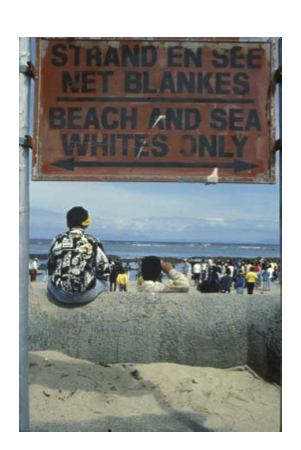 STRAND EN SEE
NET BLANKES
BEACH AND SEA
WHITES ONLY